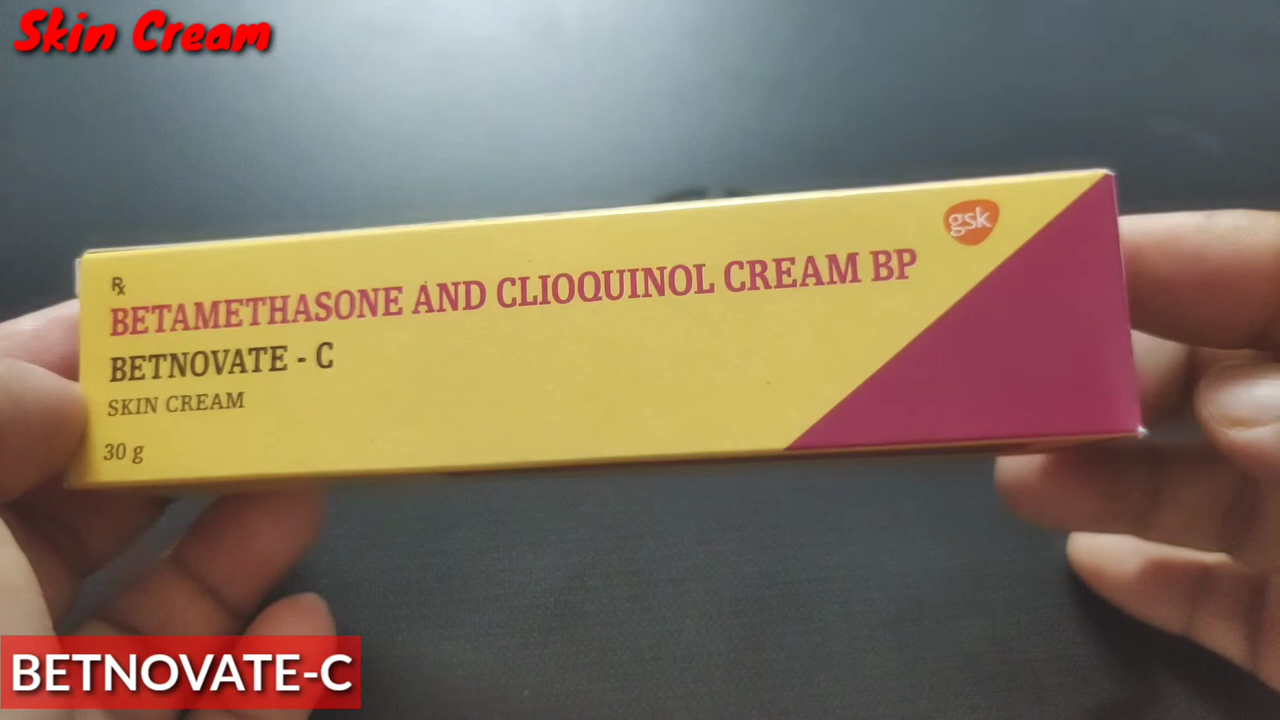 Skin Cream
gsk
℞
BETAMETHASONE AND CLIOQUINOL CREAM BP
BETNOVATE - C
SKIN CREAM
30 g
BETNOVATE-C